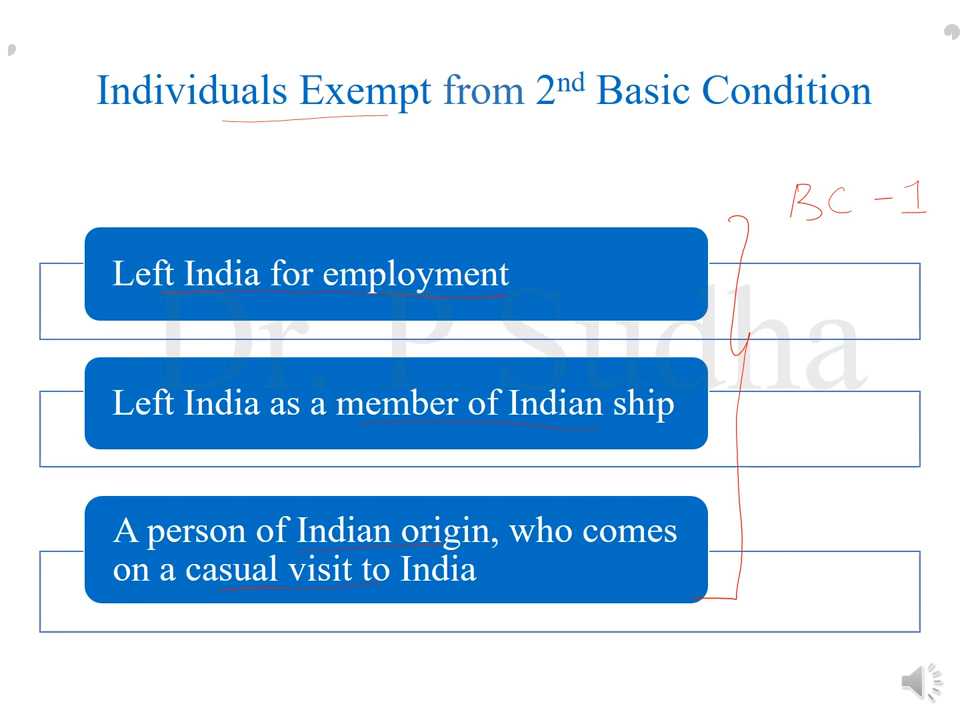 Individuals Exempt from 2nd Basic Condition
BC - 1
Left India for employment
Dr. P Sudha
Left India as a member of Indian ship
A person of Indian origin, who comes
on a casual visit to India